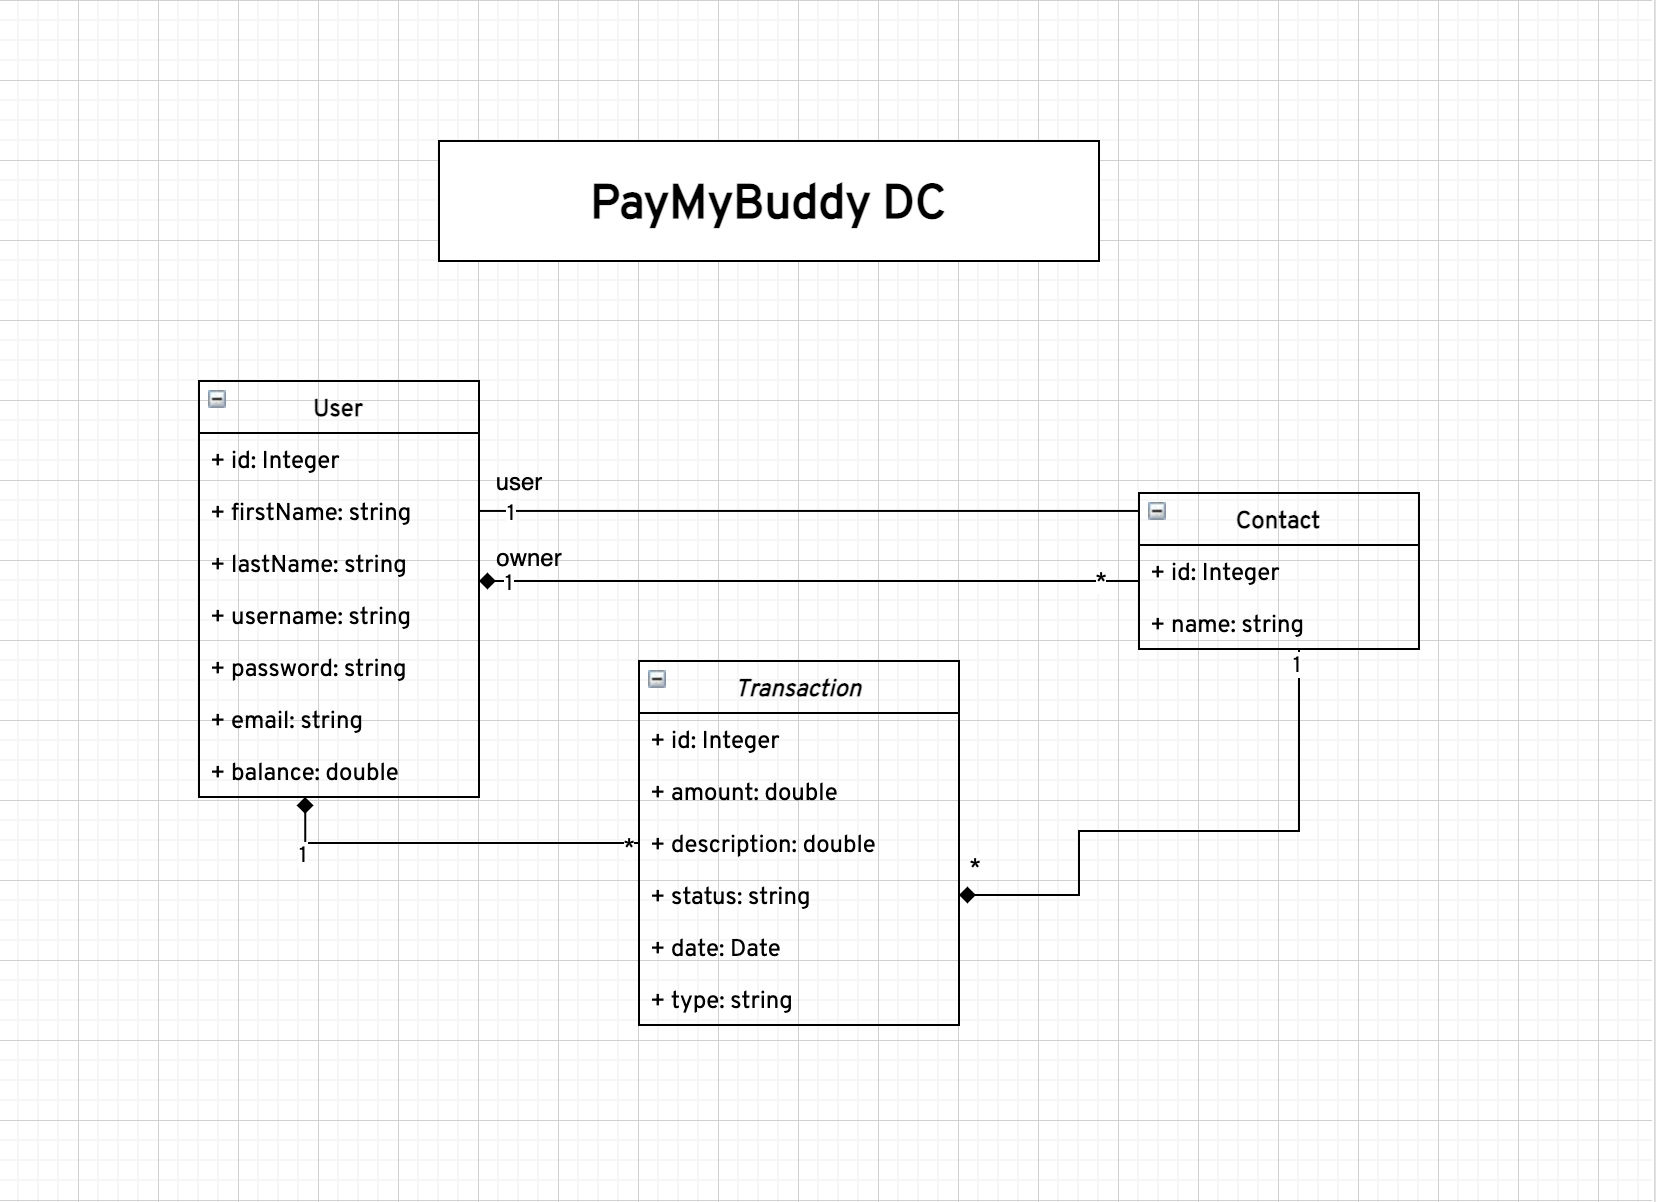 PayMyBuddy DC
User
+ id: Integer
+ firstName: string
+ lastName: string
+ username: string
+ password: string
+ email: string
+ balance: double
user
1
owner
1
*
Contact
+ id: Integer
+ name: string
1
Transaction
+ id: Integer
+ amount: double
+ description: double
+ status: string
+ date: Date
+ type: string
1
*
*